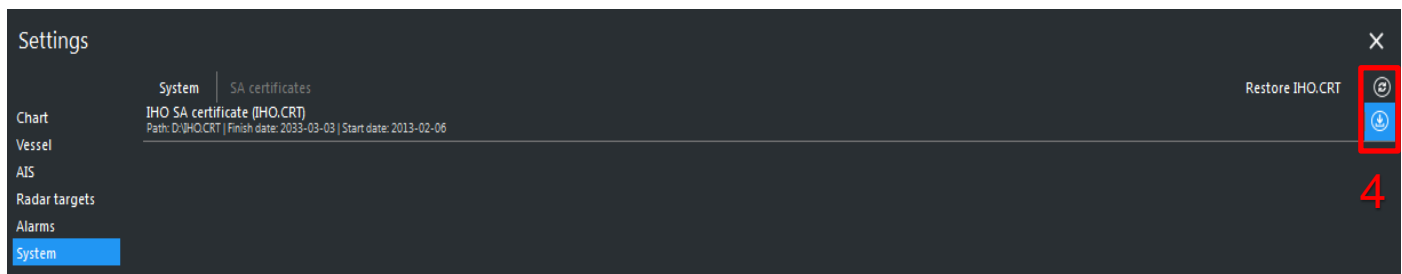 Settings
System | SA certificates
Restore IHO.CRT
IHO SA certificate (IHO.CRT)
Path: D:\IHO.CRT | Finish date: 2033-03-03 | Start date: 2013-02-06
Chart
Vessel
AIS
Radar targets
Alarms
System
4